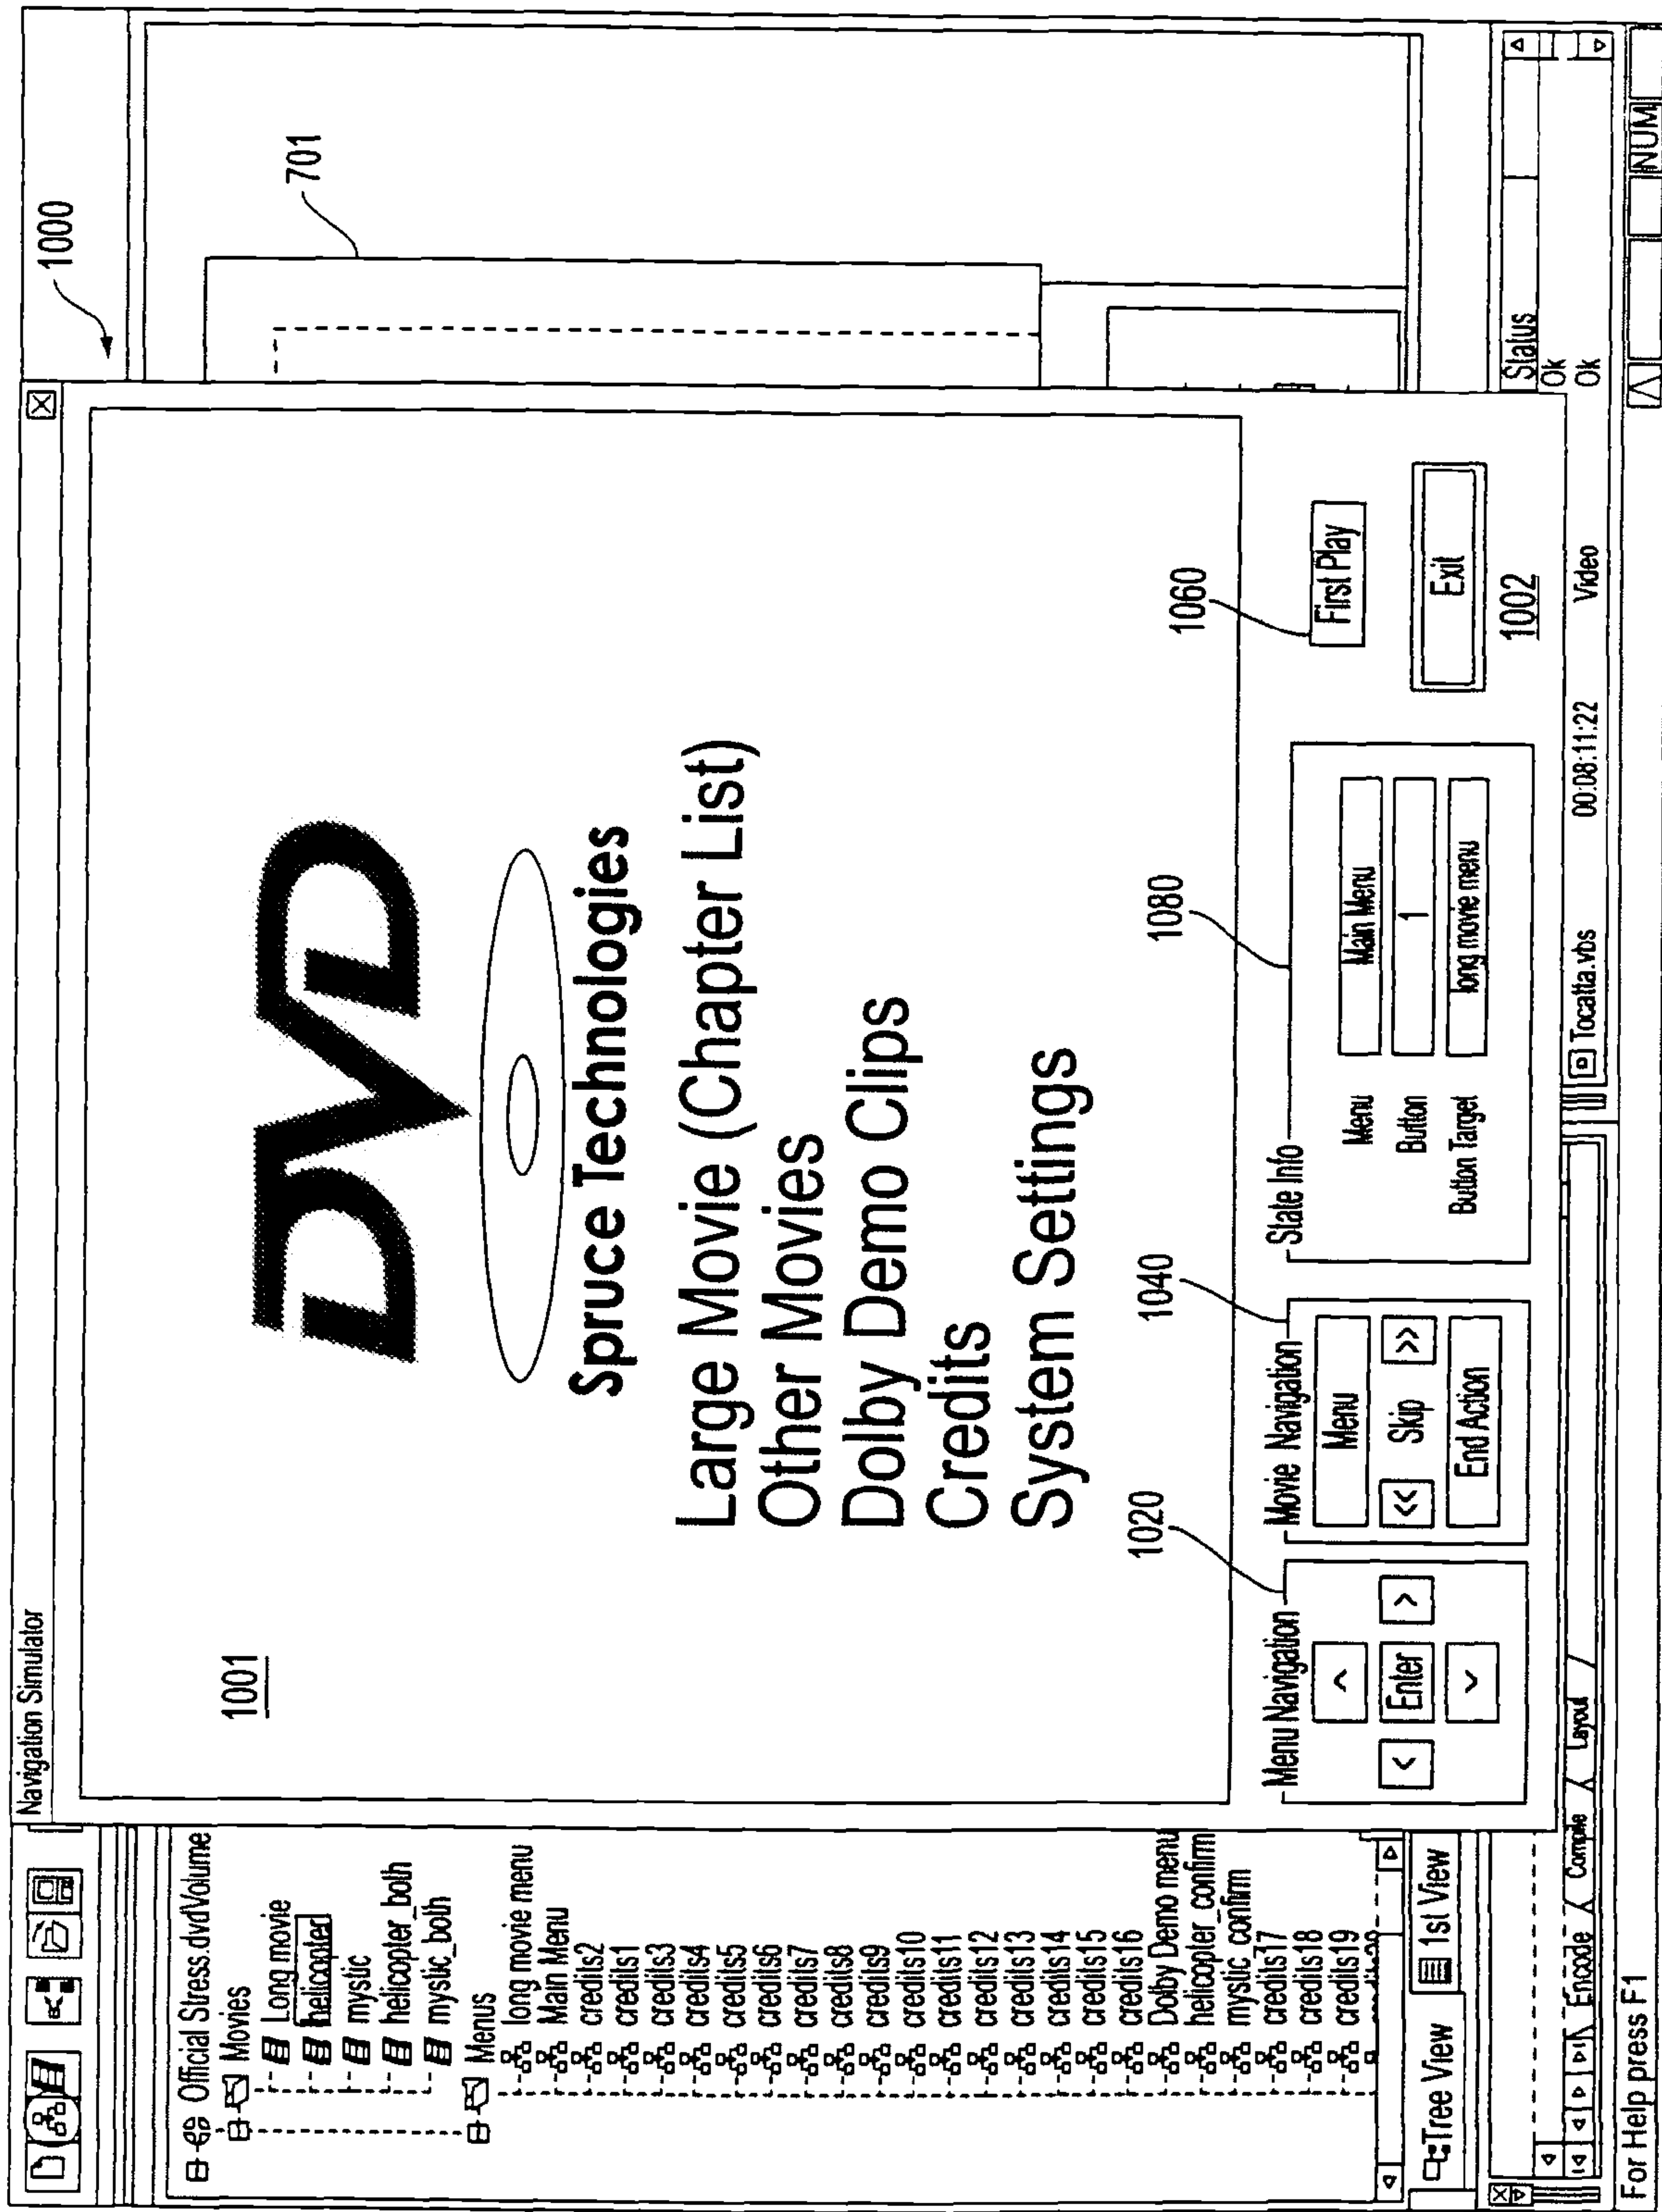 Navigation Simulator
1000
701
Official Stress.dvdVolume
Movies
Long movie
helicopter
mystic
helicopter_both
mystic_both
Menus
long movie menu
Main Menu
credits2
credits1
credits3
credits4
credits5
credits6
credits7
credits8
credits9
credits10
credits11
credits12
credits13
credits14
credits15
credits16
Dolby Demo menu
helicopter_confirm
mystic_confirm
credits17
credits18
credits19
Tree View
1st View
1001
DVD
Spruce Technologies
Large Movie (Chapter List)
Other Movies
Dolby Demo Clips
Credits
System Settings
1020
1040
1080
1060
Menu Navigation
^
< Enter >
v
Movie Navigation
Menu
<< Skip >>
End Action
State Info
Menu Main Menu
Button 1
Button Target long movie menu
First Play
Exit
1002
Encode Compile Layout
Status
Ok
Tocatta.vbs 00:08:11:22 Video Ok
For Help press F1
NUM